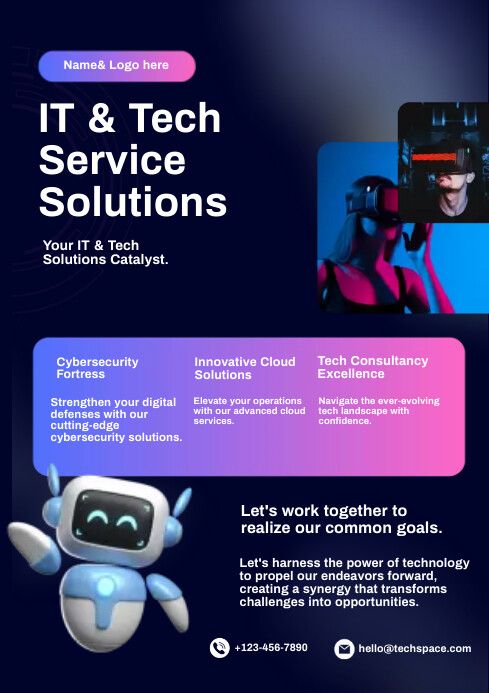 Name& Logo here
IT & Tech
Service
Solutions
Your IT & Tech
Solutions Catalyst.
Cybersecurity
Fortress
Strengthen your digital
defenses with our
cutting-edge
cybersecurity solutions.
Innovative Cloud
Solutions
Elevate your operations
with our advanced cloud
services.
Tech Consultancy
Excellence
Navigate the ever-evolving
tech landscape with
confidence.
Let's work together to
realize our common goals.
Let's harness the power of technology
to propel our endeavors forward,
creating a synergy that transforms
challenges into opportunities.
+123-456-7890
hello@techspace.com